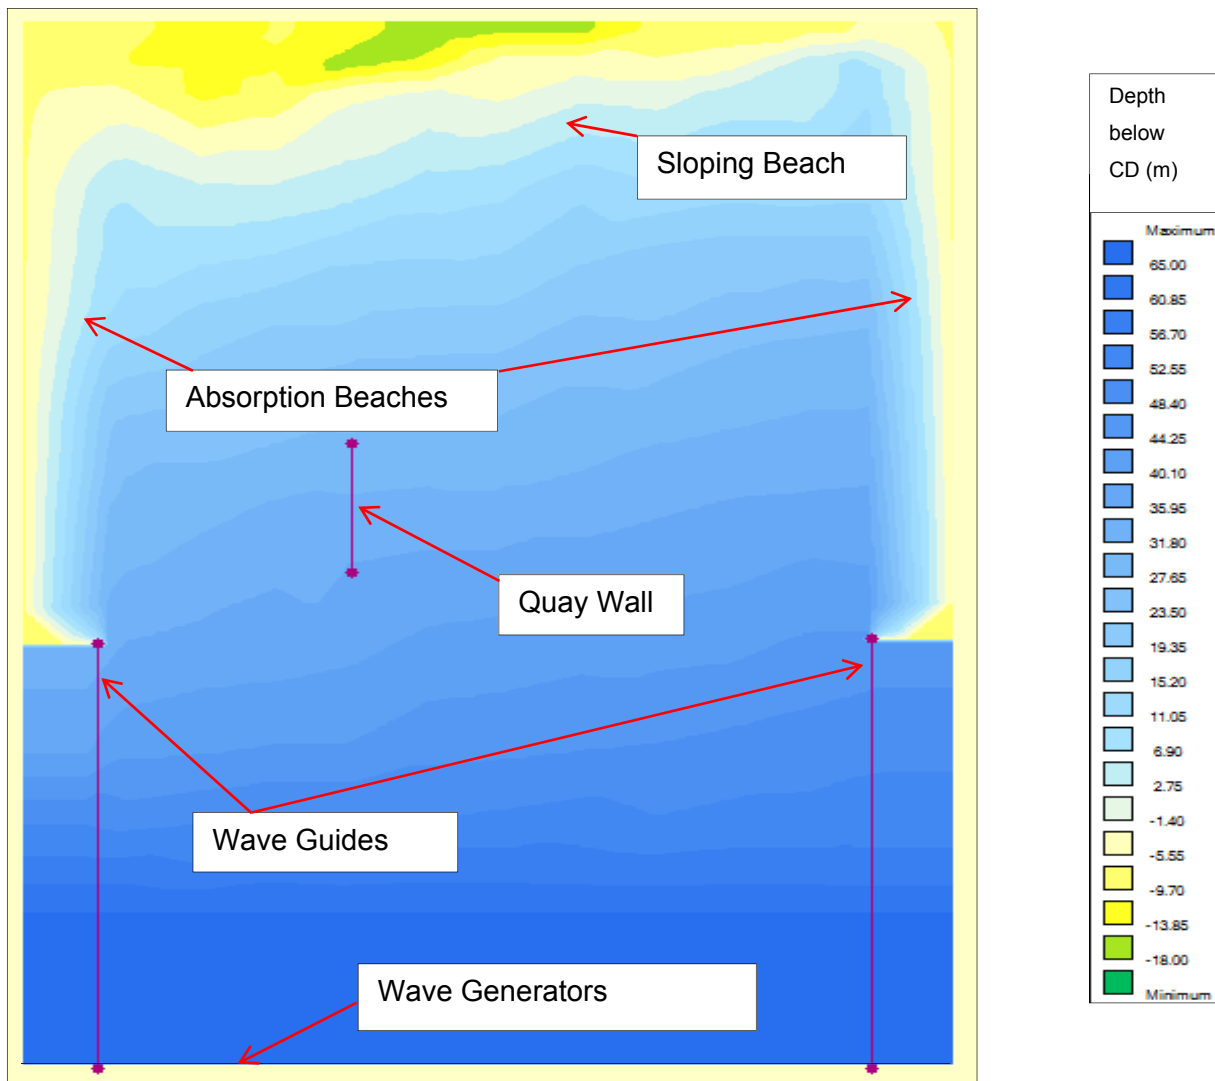 Sloping Beach
Absorption Beaches
Quay Wall
Wave Guides
Wave Generators
Depth
below
CD (m)
Maximum
65.00
60.85
56.70
52.55
48.40
44.25
40.10
35.95
31.80
27.65
23.50
19.35
15.20
11.05
6.90
2.75
-1.40
-5.55
-9.70
-13.85
-18.00
Minimum